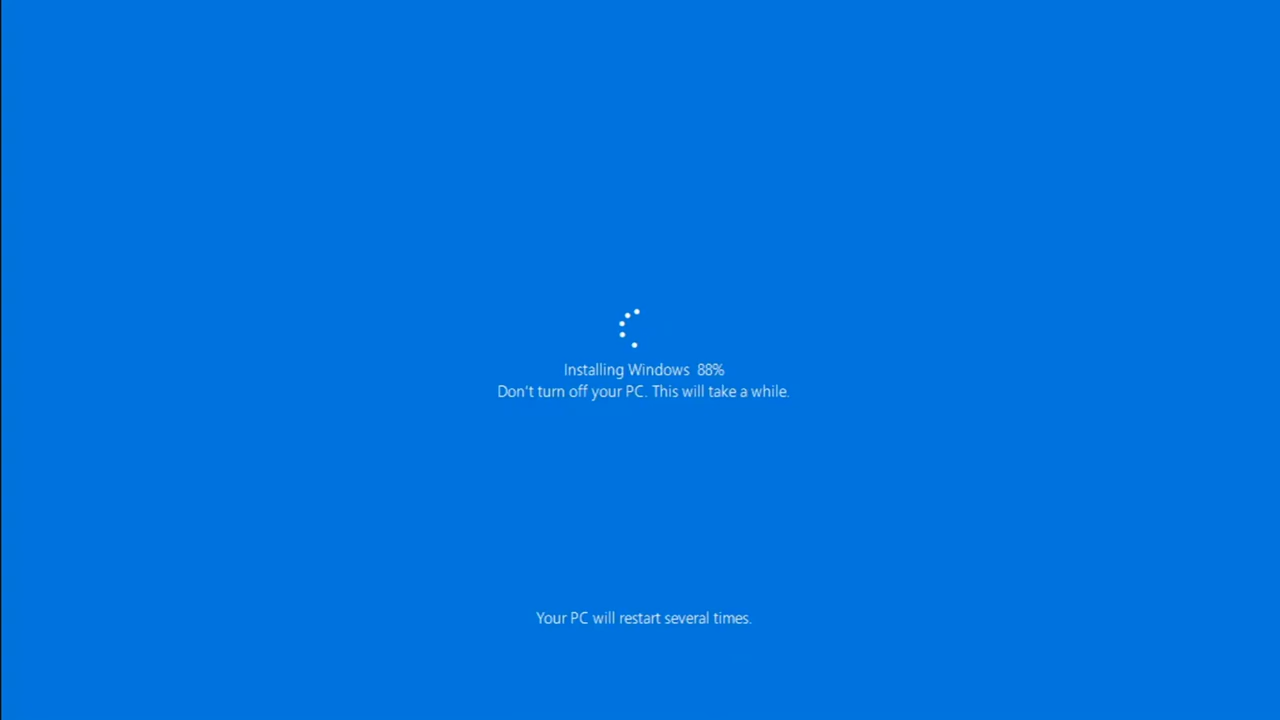 Installing Windows  88%
Don't turn off your PC. This will take a while.
Your PC will restart several times.